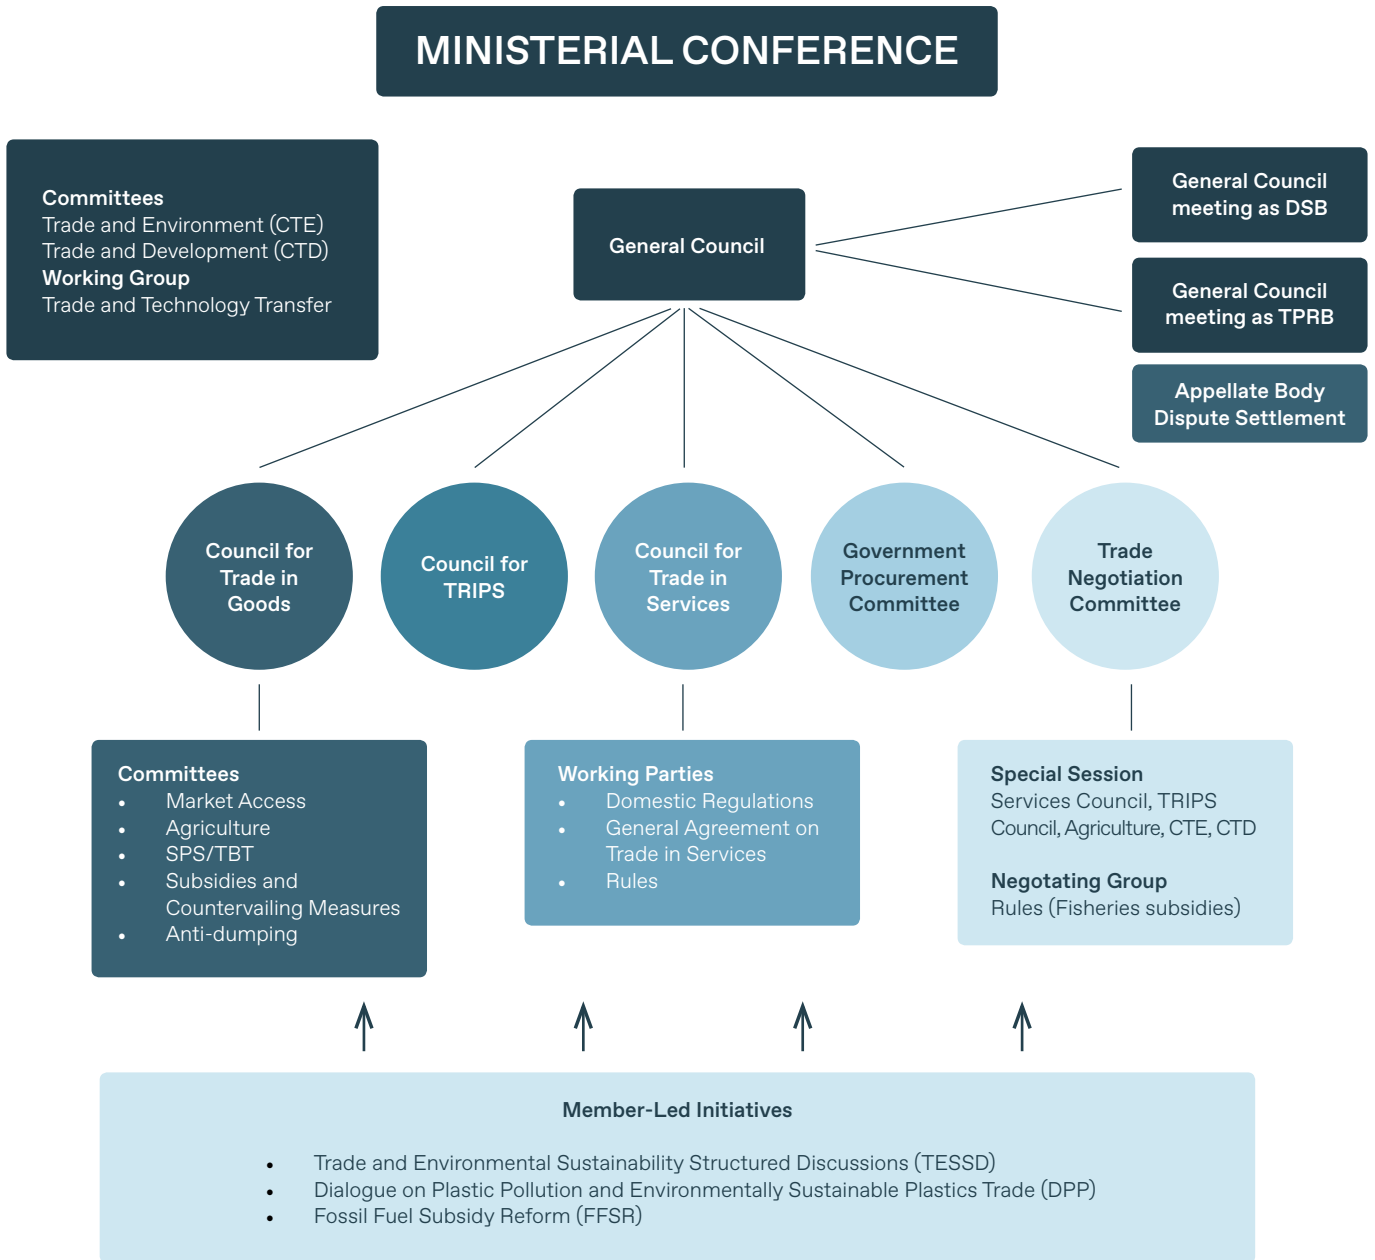 MINISTERIAL CONFERENCE
Committees
Trade and Environment (CTE)
Trade and Development (CTD)
Working Group
Trade and Technology Transfer
General Council
General Council
meeting as DSB
General Council
meeting as TPRB
Appellate Body
Dispute Settlement
Council for
Trade in
Goods
Council for
TRIPS
Council for
Trade in
Services
Government
Procurement
Committee
Trade
Negotiation
Committee
Committees
• Market Access
• Agriculture
• SPS/TBT
• Subsidies and
Countervailing Measures
• Anti-dumping
Working Parties
• Domestic Regulations
• General Agreement on
Trade in Services
• Rules
Special Session
Services Council, TRIPS
Council, Agriculture, CTE, CTD
Negotating Group
Rules (Fisheries subsidies)
Member-Led Initiatives
• Trade and Environmental Sustainability Structured Discussions (TESSD)
• Dialogue on Plastic Pollution and Environmentally Sustainable Plastics Trade (DPP)
• Fossil Fuel Subsidy Reform (FFSR)